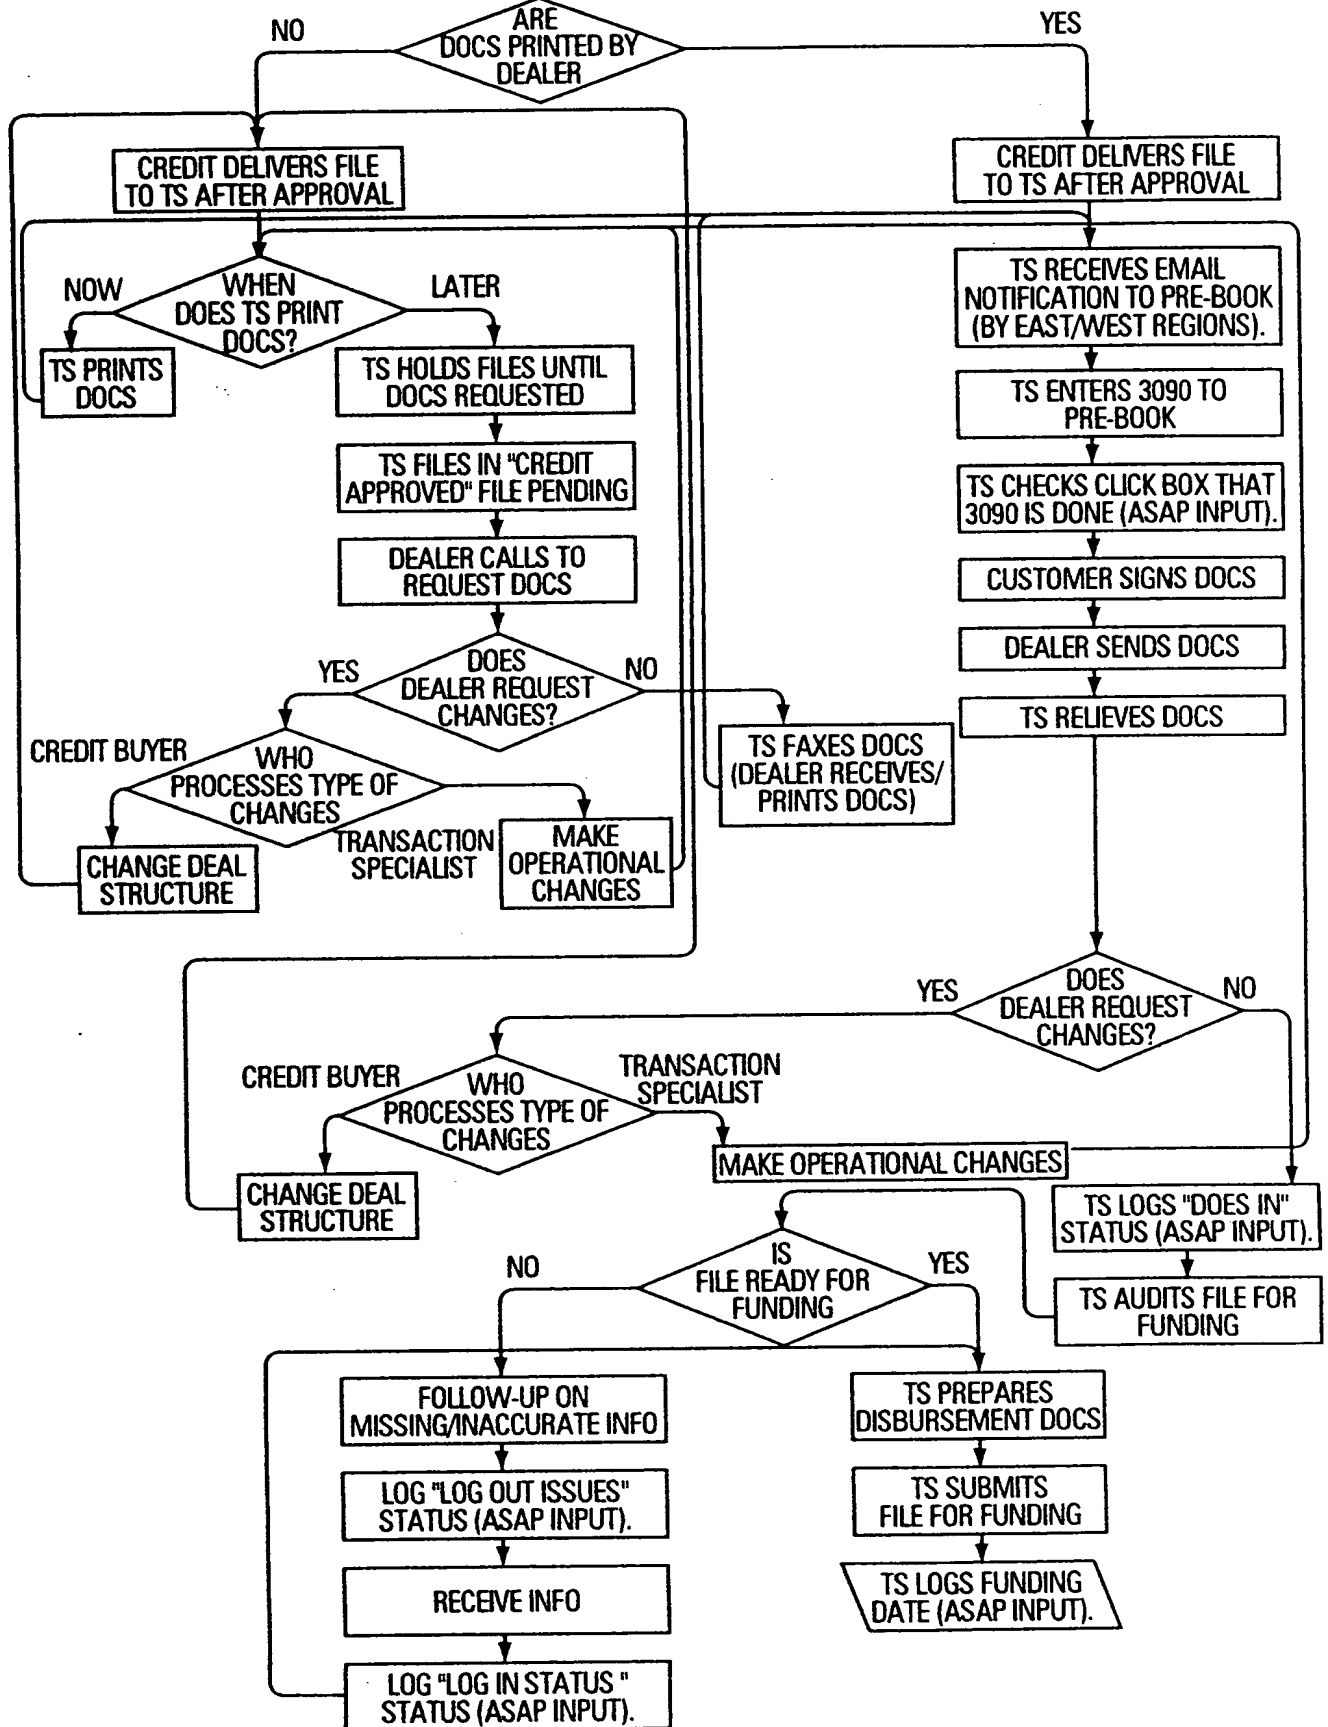 ARE
DOCS PRINTED BY
DEALER
NO
YES
CREDIT DELIVERS FILE
TO TS AFTER APPROVAL
CREDIT DELIVERS FILE
TO TS AFTER APPROVAL
WHEN
DOES TS PRINT
DOCS?
NOW
LATER
TS PRINTS
DOCS
TS HOLDS FILES UNTIL
DOCS REQUESTED
TS FILES IN "CREDIT
APPROVED" FILE PENDING
DEALER CALLS TO
REQUEST DOCS
DOES
DEALER REQUEST
CHANGES?
YES
NO
WHO
PROCESSES TYPE OF
CHANGES
CREDIT BUYER
TRANSACTION
SPECIALIST
CHANGE DEAL
STRUCTURE
MAKE
OPERATIONAL
CHANGES
TS FAXES DOCS
(DEALER RECEIVES/
PRINTS DOCS)
TS RECEIVES EMAIL
NOTIFICATION TO PRE-BOOK
(BY EAST/WEST REGIONS).
TS ENTERS 3090 TO
PRE-BOOK
TS CHECKS CLICK BOX THAT
3090 IS DONE (ASAP INPUT).
CUSTOMER SIGNS DOCS
DEALER SENDS DOCS
TS RELIEVES DOCS
DOES
DEALER REQUEST
CHANGES?
YES
NO
WHO
PROCESSES TYPE OF
CHANGES
CREDIT BUYER
TRANSACTION
SPECIALIST
CHANGE DEAL
STRUCTURE
MAKE OPERATIONAL CHANGES
TS LOGS "DOES IN"
STATUS (ASAP INPUT).
TS AUDITS FILE FOR
FUNDING
IS
FILE READY FOR
FUNDING
NO
YES
FOLLOW-UP ON
MISSING/INACCURATE INFO
LOG "LOG OUT ISSUES"
STATUS (ASAP INPUT).
RECEIVE INFO
LOG "LOG IN STATUS "
STATUS (ASAP INPUT).
TS PREPARES
DISBURSEMENT DOCS
TS SUBMITS
FILE FOR FUNDING
TS LOGS FUNDING
DATE (ASAP INPUT).